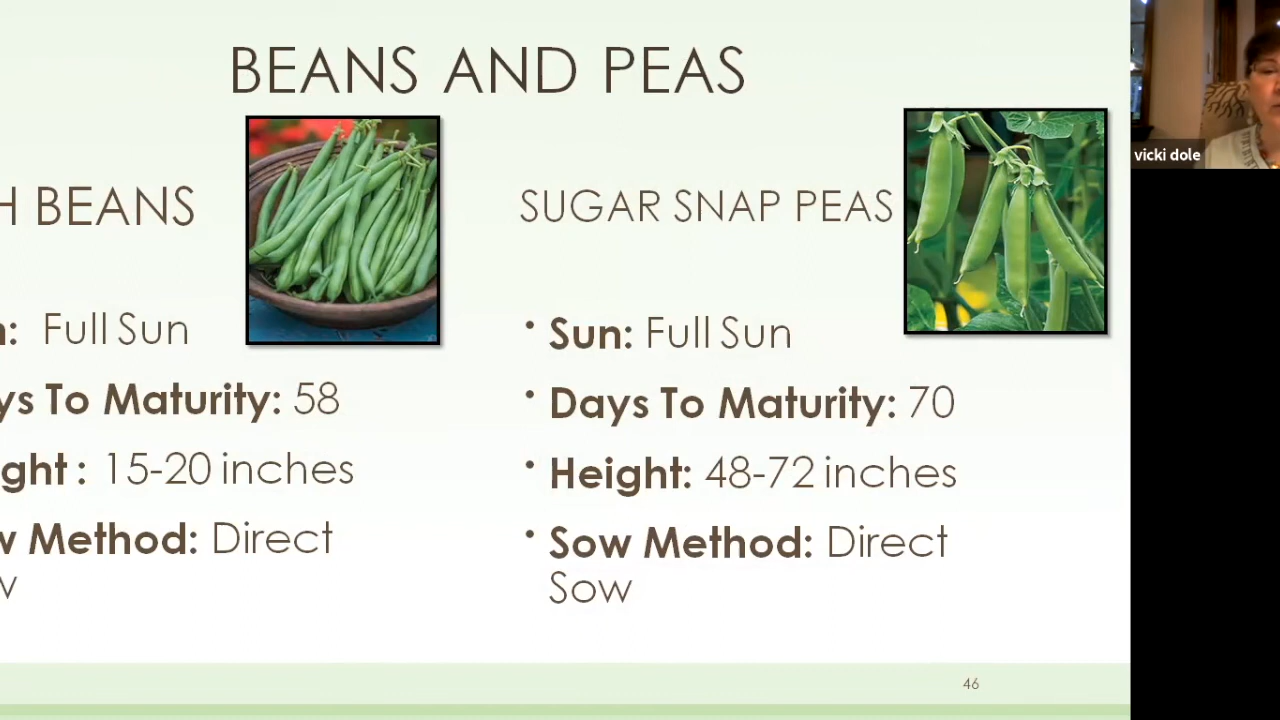 BEANS AND PEAS
H BEANS
n: Full Sun
ys To Maturity: 58
ght : 15-20 inches
w Method: Direct
w
SUGAR SNAP PEAS
• Sun: Full Sun
• Days To Maturity: 70
• Height: 48-72 inches
• Sow Method: Direct
Sow
46
vicki dole